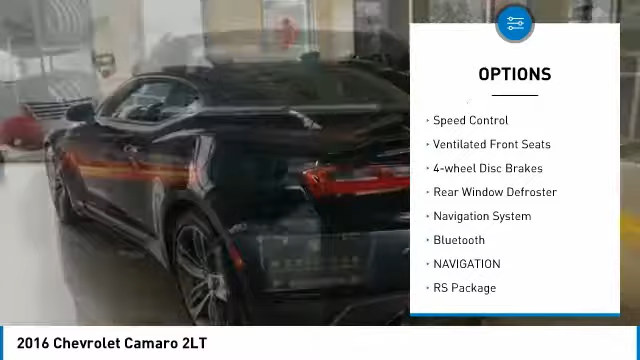 OPTIONS
Speed Control
Ventilated Front Seats
4-wheel Disc Brakes
Rear Window Defroster
Navigation System
Bluetooth
NAVIGATION
RS Package
2016 Chevrolet Camaro 2LT